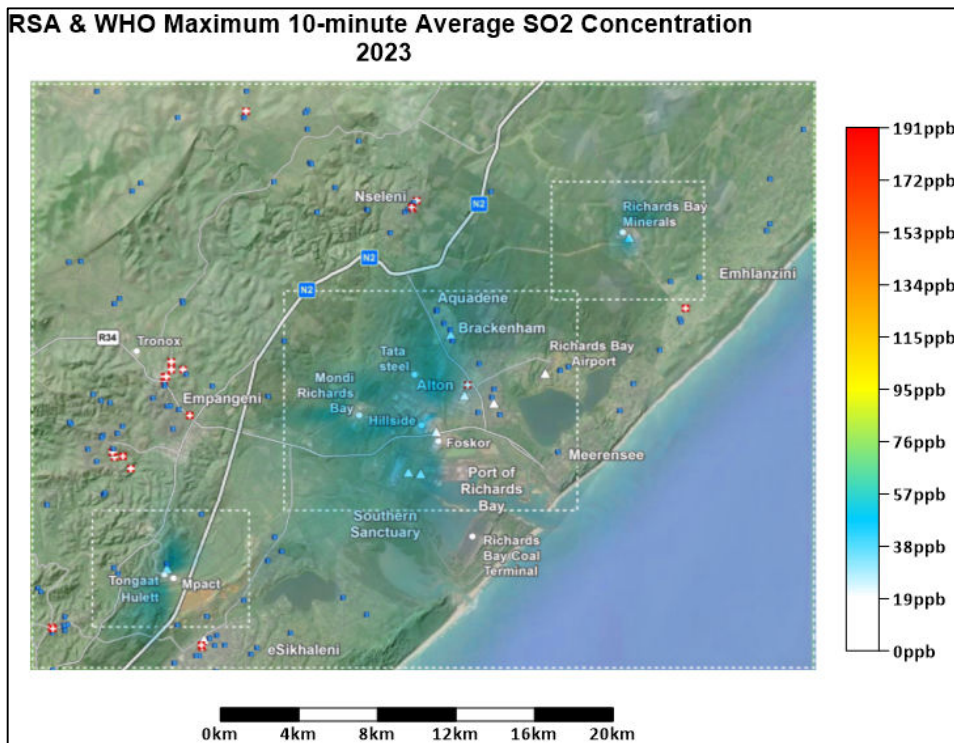 RSA & WHO Maximum 10-minute Average SO2 Concentration
2023
191ppb
172ppb
153ppb
134ppb
115ppb
95ppb
76ppb
57ppb
38ppb
19ppb
0ppb
Nseleni
N2
Richards Bay
Minerals
N2
Emhlanzini
N2
Aquadene
Brackenham
R34
Tronox
Richards Bay
Airport
Tata
steel
Alton
Mondi
Richards
Bay
Empangeni
Hillside
Foskor
Meerensee
Port of
Richards
Bay
Southern
Sanctuary
Richards
Bay Coal
Terminal
Tongaat
Hulett
Mpact
eSikhaleni
0km
4km
8km
12km
16km
20km